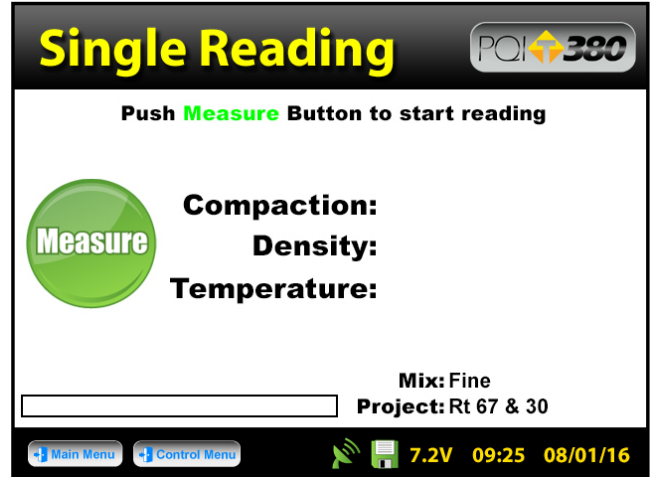 Single Reading
PQI 380
Push Measure Button to start reading
Measure
Compaction:
Density:
Temperature:
Mix: Fine
Project: Rt 67 & 30
Main Menu
Control Menu
7.2V 09:25 08/01/16